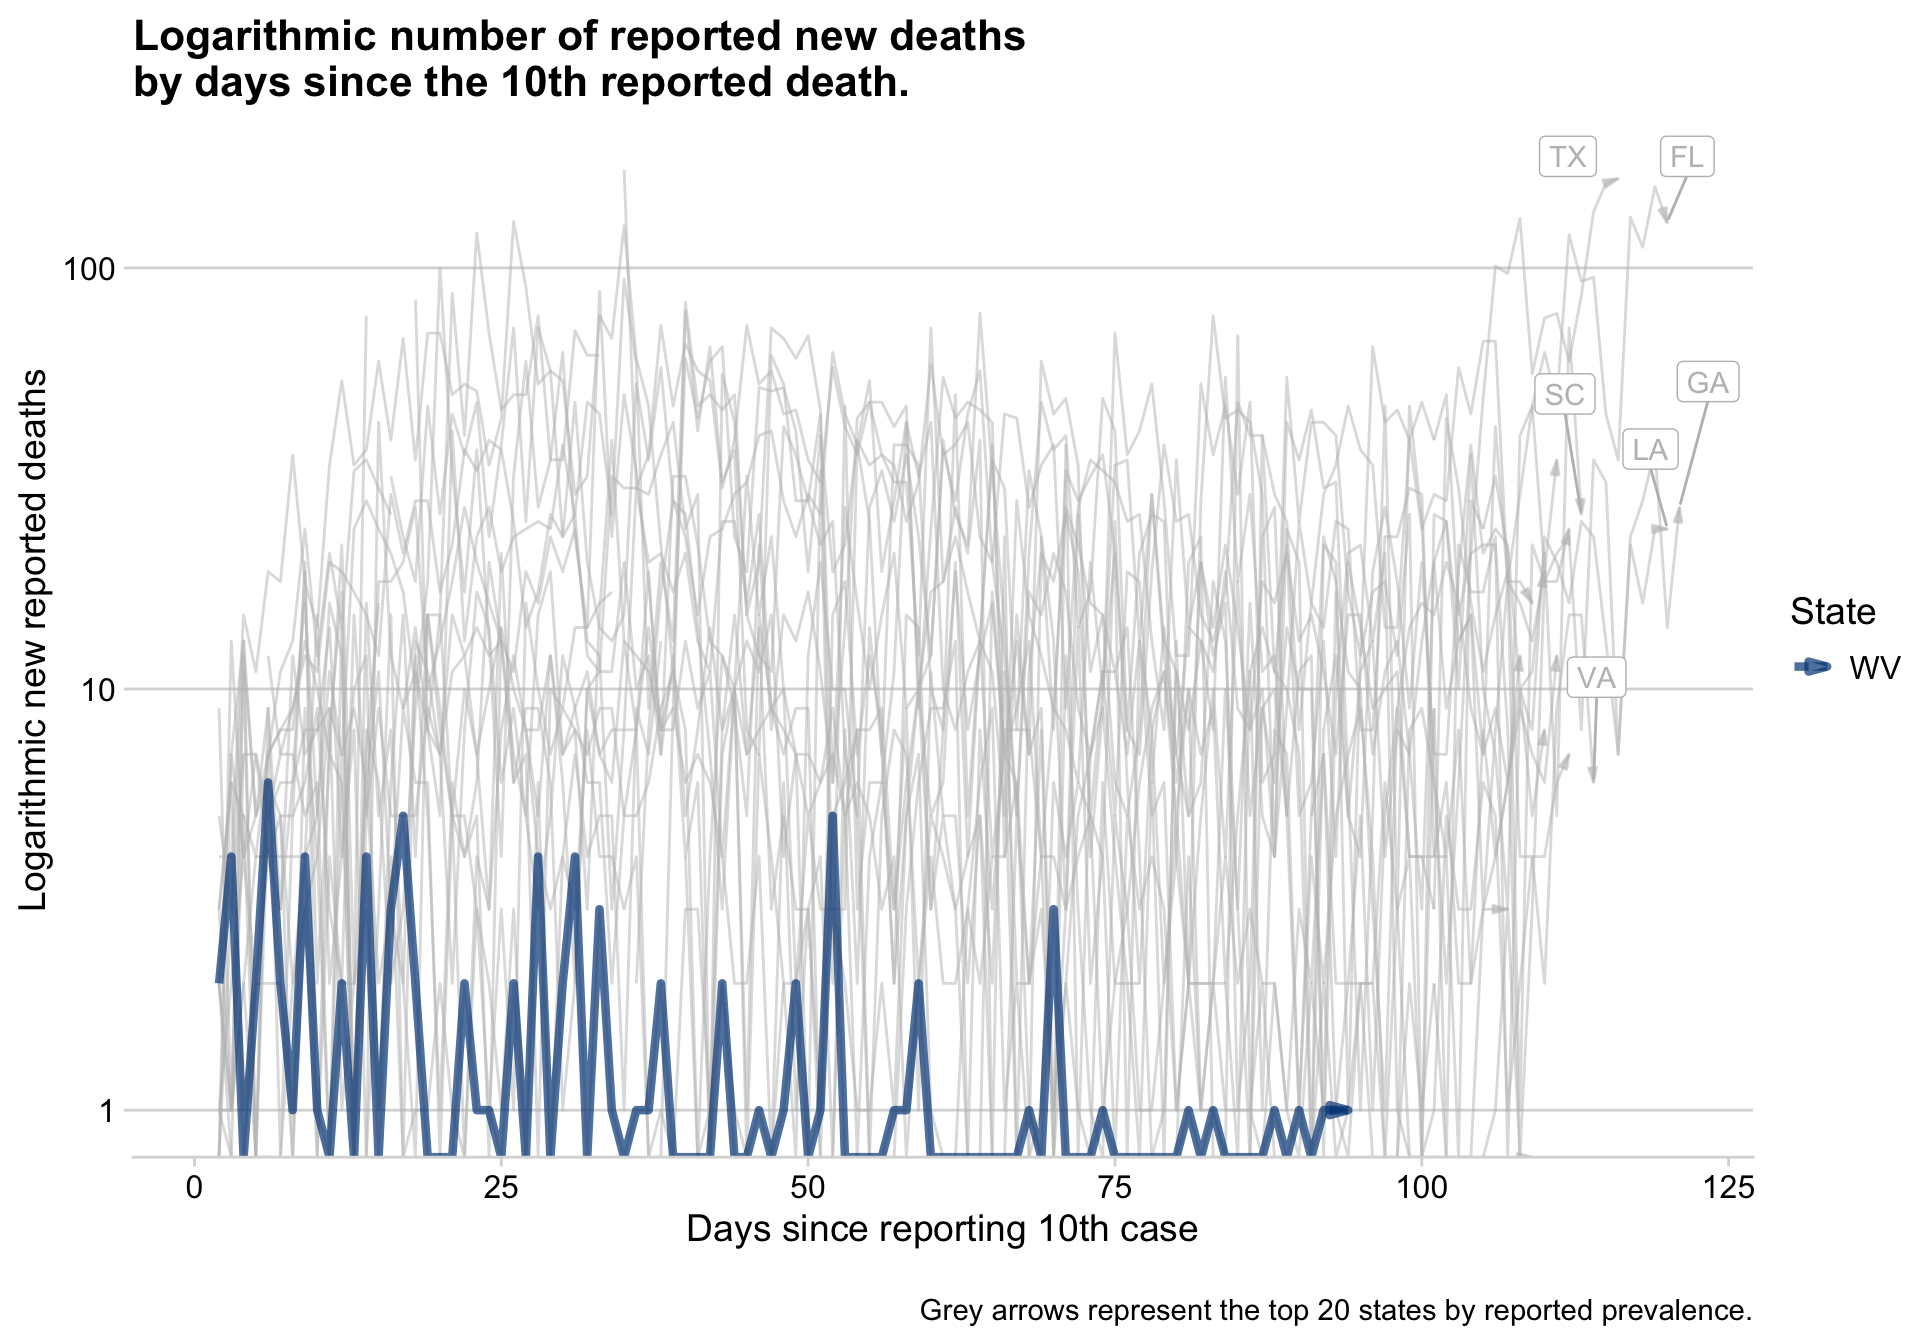 Logarithmic number of reported new deaths
by days since the 10th reported death.
TX
FL
100
SC
GA
LA
Logarithmic new reported deaths
State
WV
VA
10
1
0
25
50
75
100
125
Days since reporting 10th case
Grey arrows represent the top 20 states by reported prevalence.